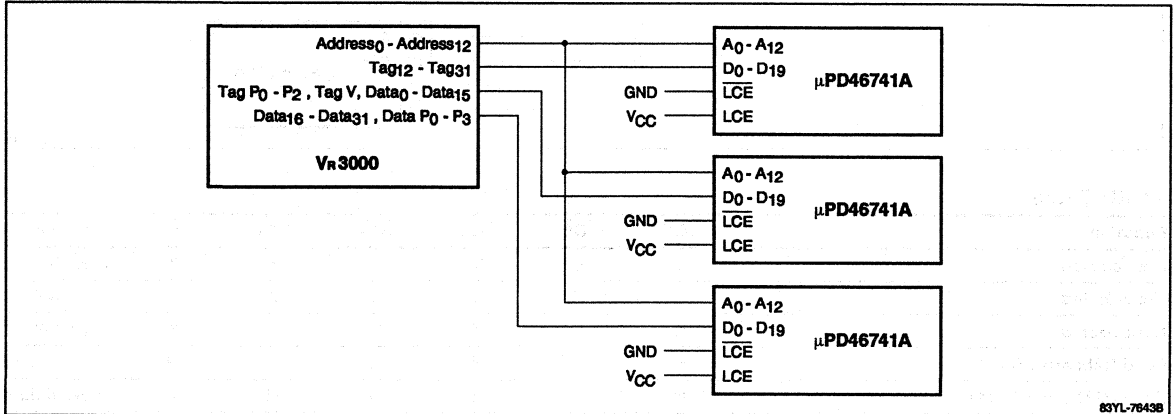 Address0 - Address12
Tag12 - Tag31
Tag P0 - P2 , Tag V, Data0 - Data15
Data16 - Data31 , Data P0 - P3
VR3000
GND
VCC
A0 - A12
D0 - D19
LCE
LCE
μPD46741A
GND
VCC
A0 - A12
D0 - D19
LCE
LCE
μPD46741A
GND
VCC
A0 - A12
D0 - D19
LCE
LCE
μPD46741A
83YL-7643B